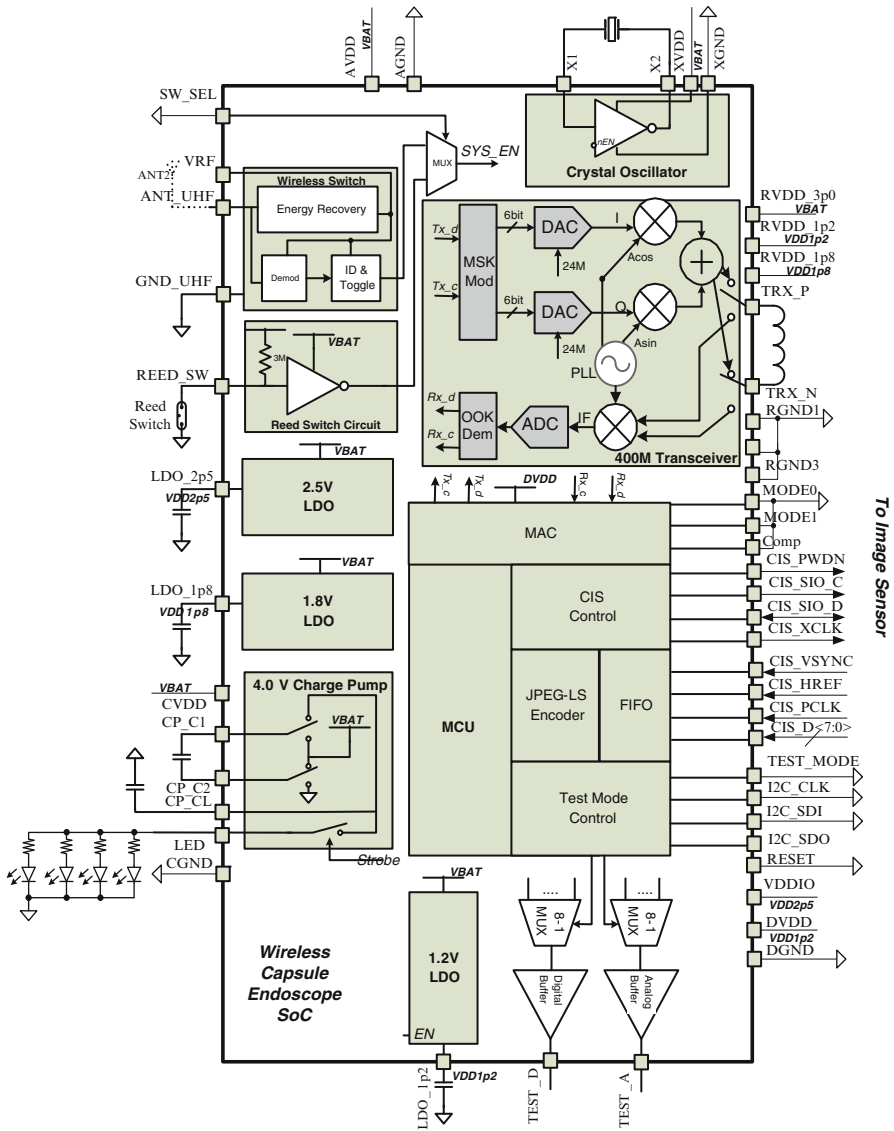 AVDD
VBAT
AGND
X1
X2
XVDD
VBAT
XGND
SW_SEL
VRF
ANT2
ANT_UHF
GND_UHF
REED_SW
Reed
Switch
LDO_2p5
VDD2p5
LDO_1p8
VDD1p8
VBAT
CVDD
CP_C1
CP_C2
CP_CL
LED
CGND
MUX
SYS_EN
nEN
Crystal Oscillator
Wireless Switch
Energy Recovery
Demod
ID &
Toggle
VBAT
3M
Reed Switch Circuit
Tx_d
Tx_c
MSK
Mod
6bit
DAC
24M
I
Acos
6bit
DAC
24M
Q
Asin
PLL
Rx_d
Rx_c
OOK
Dem
ADC
IF
400M Transceiver
RVDD_3p0
VBAT
RVDD_1p2
VDD1p2
RVDD_1p8
VDD1p8
TRX_P
TRX_N
RGND1
RGND3
MODE0
MODE1
Comp
CIS_PWDN
CIS_SIO_C
CIS_SIO_D
CIS_XCLK
CIS_VSYNC
CIS_HREF
CIS_PCLK
CIS_D<7:0>
TEST_MODE
I2C_CLK
I2C_SDI
I2C_SDO
RESET
VDDIO
VDD2p5
DVDD
VDD1p2
DGND
To Image Sensor
VBAT
2.5V
LDO
VBAT
1.8V
LDO
4.0 V Charge Pump
VBAT
Strobe
Tx_c
Tx_d
DVDD
Rx_c
Rx_d
MAC
MCU
CIS
Control
JPEG-LS
Encoder
FIFO
Test Mode
Control
VBAT
1.2V
LDO
EN
....
8-1
MUX
....
8-1
MUX
Digital
Buffer
Analog
Buffer
Wireless
Capsule
Endoscope
SoC
LDO_1p2
VDD1p2
TEST_D
TEST_A